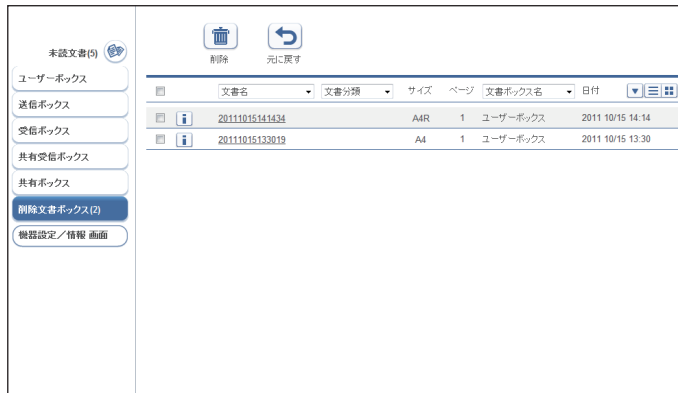 未読文書(5)
削除 元に戻す
ユーザーボックス
送信ボックス
受信ボックス
共有受信ボックス
共有ボックス
削除文書ボックス(2)
機器設定／情報 画面
文書名 文書分類 サイズ ページ 文書ボックス名 日付
20111015141434 A4R 1 ユーザーボックス 2011 10/15 14:14
20111015133019 A4 1 ユーザーボックス 2011 10/15 13:30